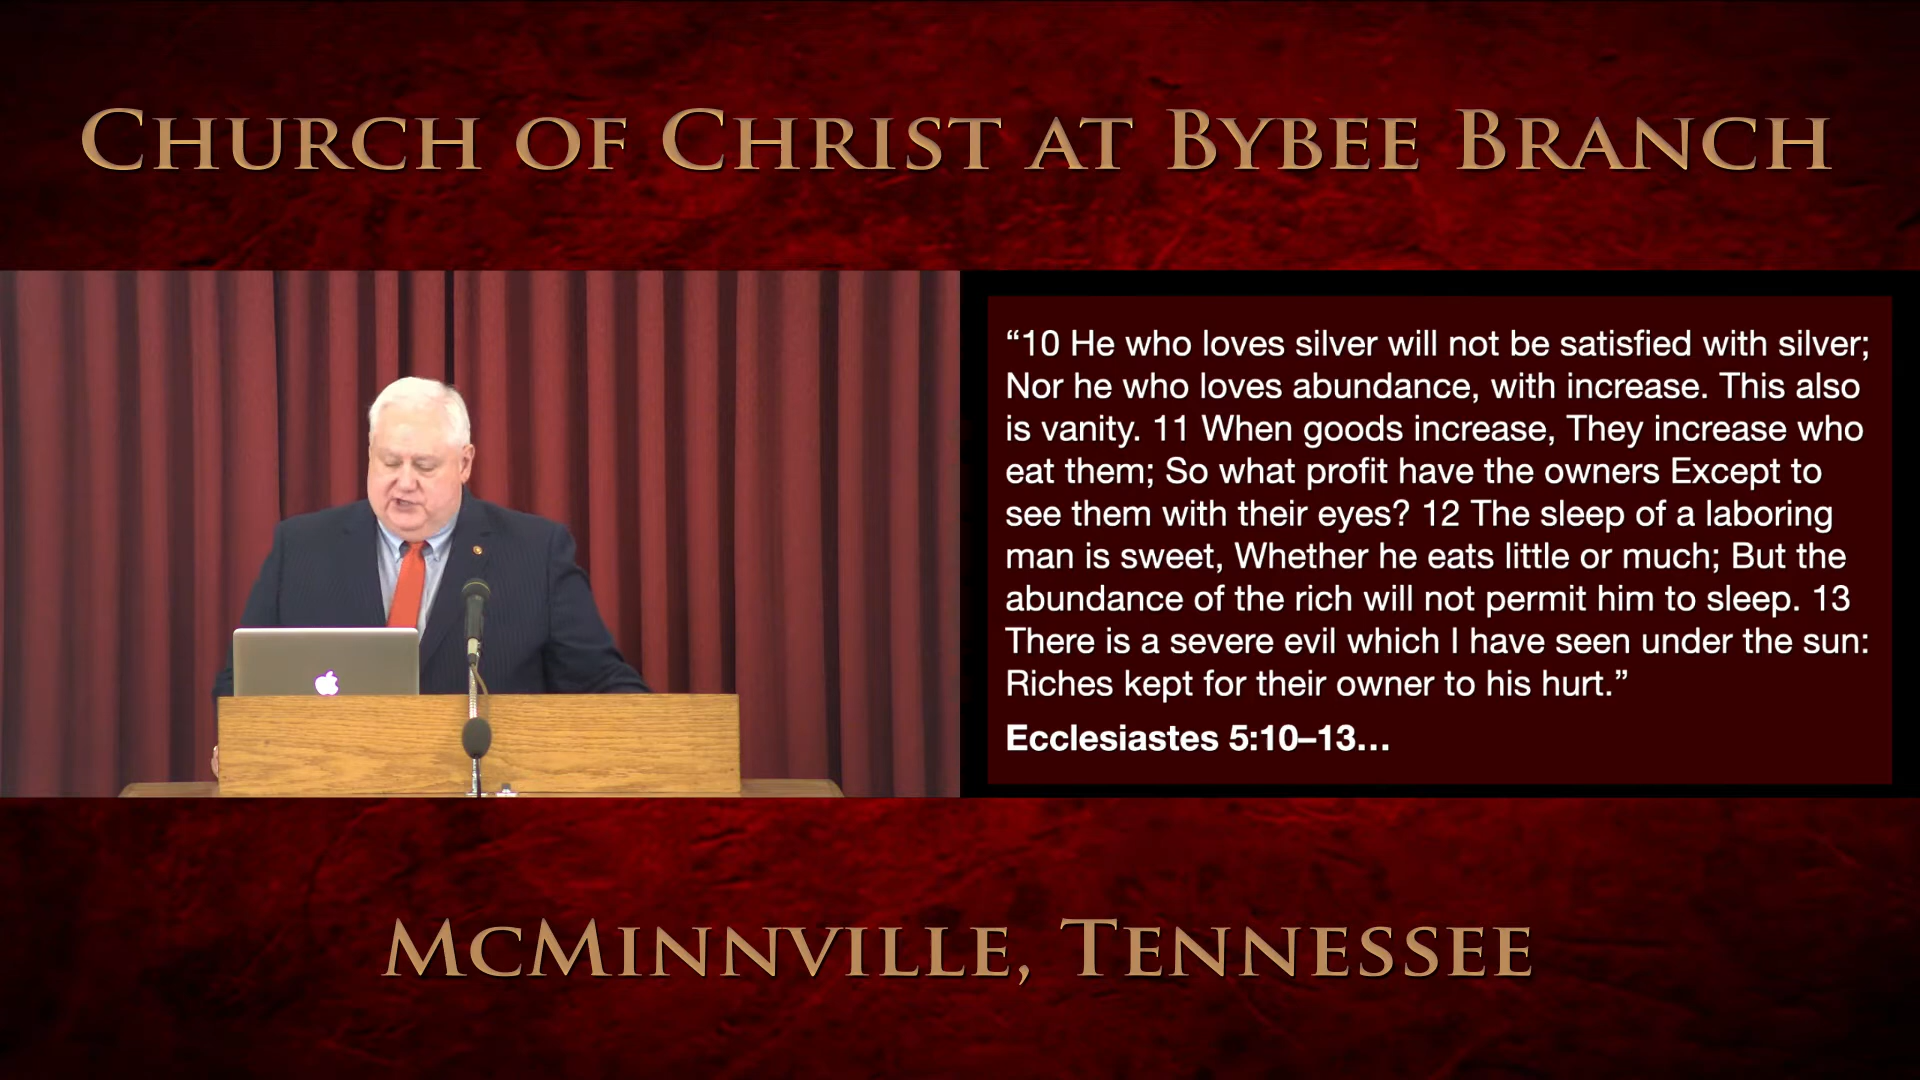 CHURCH OF CHRIST AT BYBEE BRANCH
“10 He who loves silver will not be satisfied with silver;
Nor he who loves abundance, with increase. This also
is vanity. 11 When goods increase, They increase who
eat them; So what profit have the owners Except to
see them with their eyes? 12 The sleep of a laboring
man is sweet, Whether he eats little or much; But the
abundance of the rich will not permit him to sleep. 13
There is a severe evil which I have seen under the sun:
Riches kept for their owner to his hurt.”
Ecclesiastes 5:10–13…
MCMINNVILLE, TENNESSEE